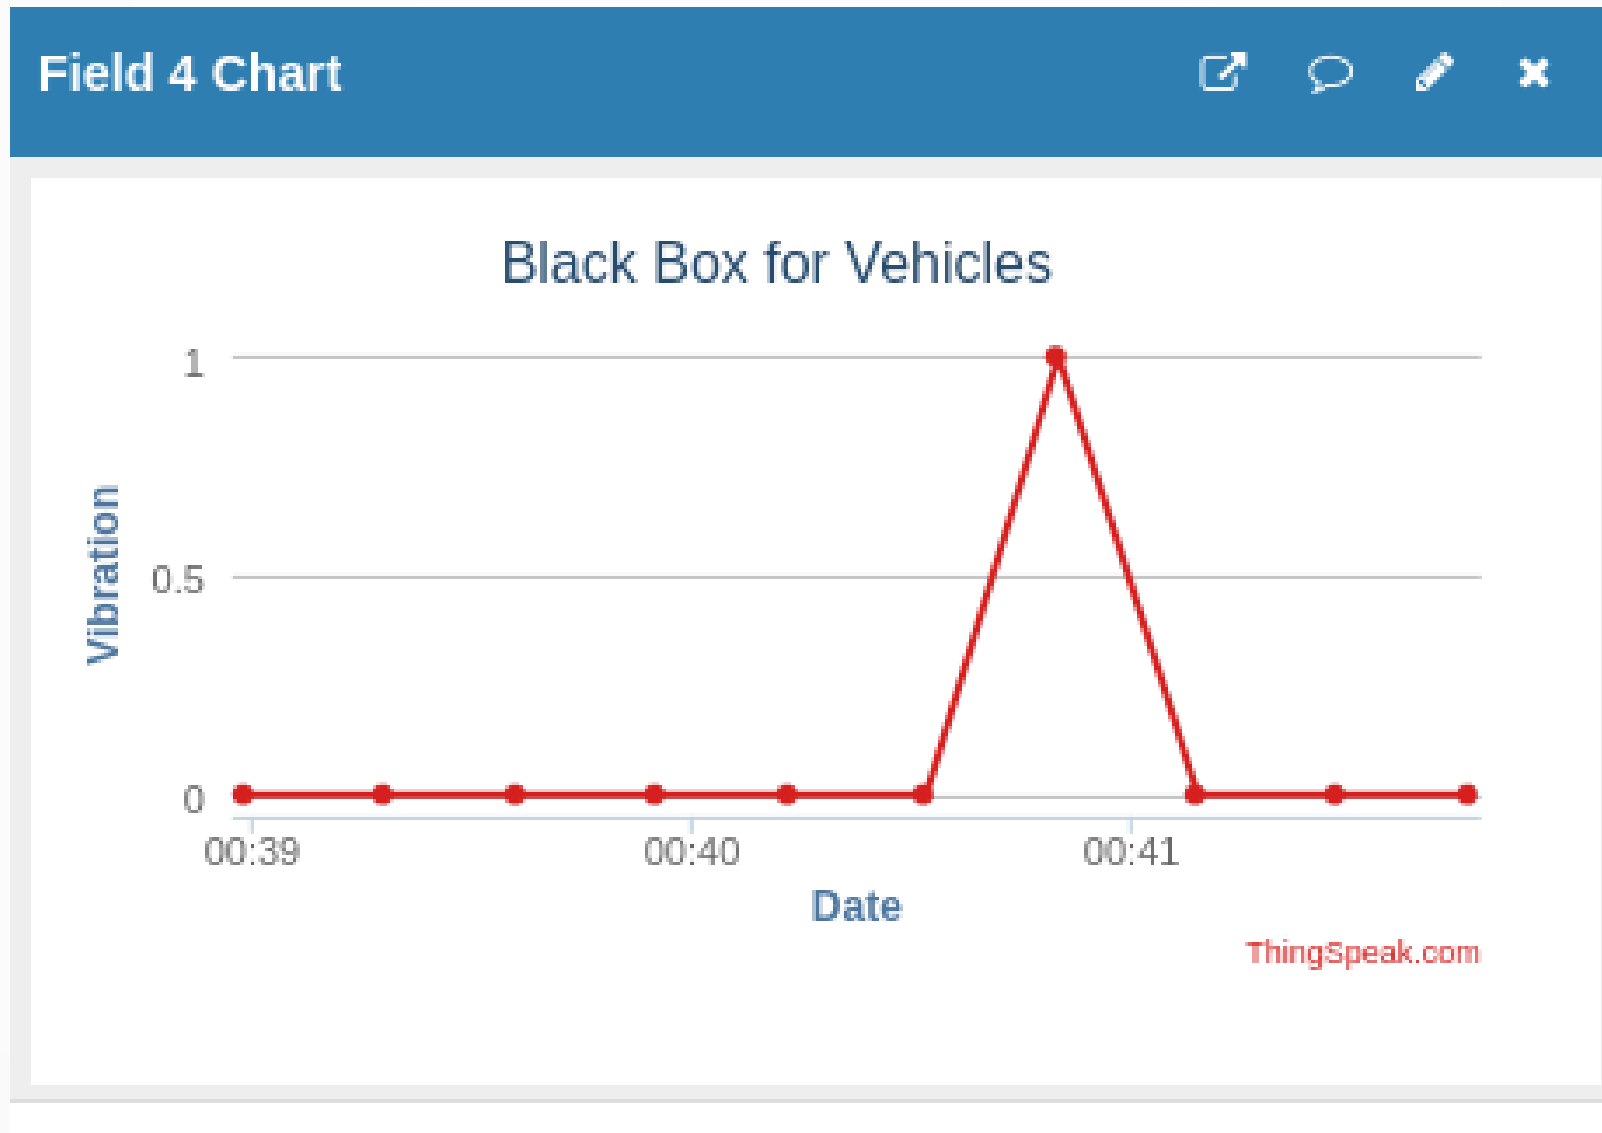 Field 4 Chart
Black Box for Vehicles
1
0.5
0
Vibration
00:39 00:40 00:41
Date
ThingSpeak.com